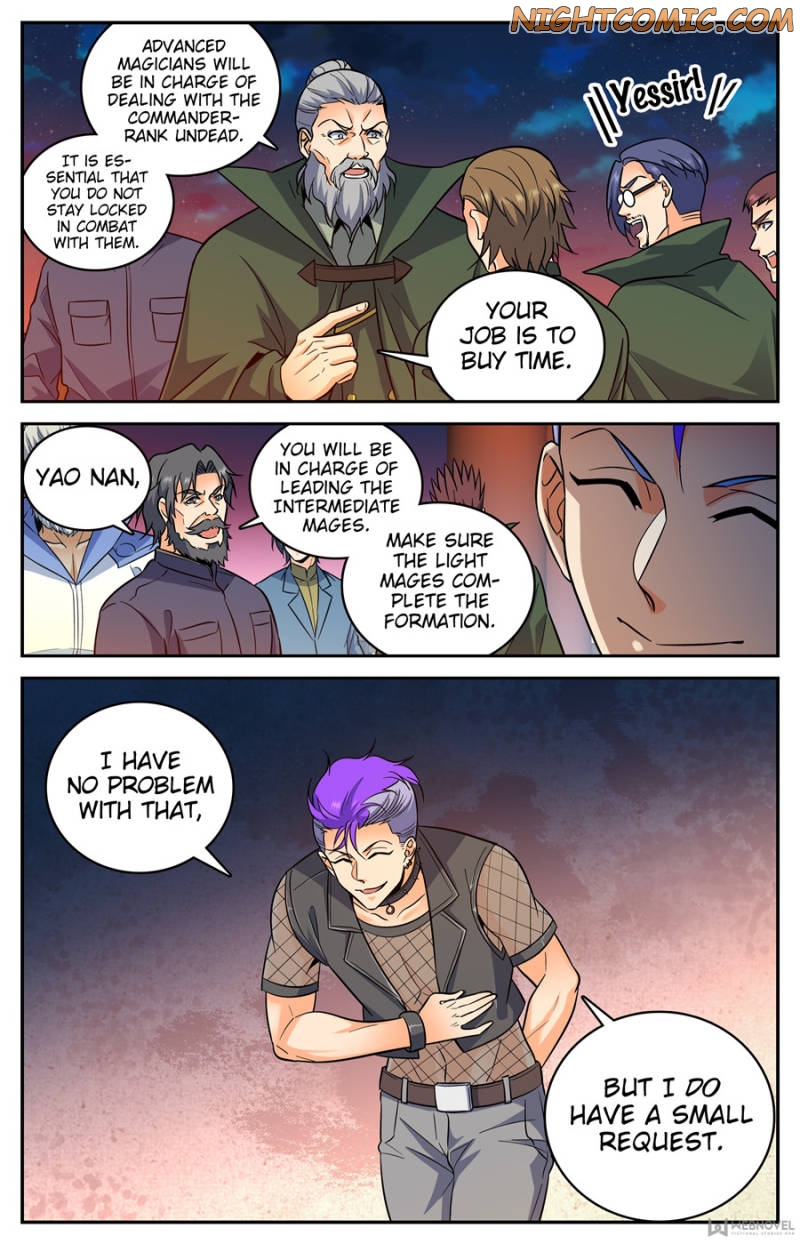 NIGHTCOMIC.COM
ADVANCED
MAGICIANS WILL
BE IN CHARGE OF
DEALING WITH THE
COMMANDER-
RANK UNDEAD.
IT IS ES-
SENTIAL THAT
YOU DO NOT
STAY LOCKED
IN COMBAT
WITH THEM.
Yessir!
YOUR
JOB IS TO
BUY TIME.
YAO NAN,
YOU WILL BE
IN CHARGE OF
LEADING THE
INTERMEDIATE
MAGES.
MAKE SURE
THE LIGHT
MAGES COM-
PLETE THE
FORMATION.
I HAVE
NO PROBLEM
WITH THAT,
BUT I DO
HAVE A SMALL
REQUEST.
WEBNOVEL